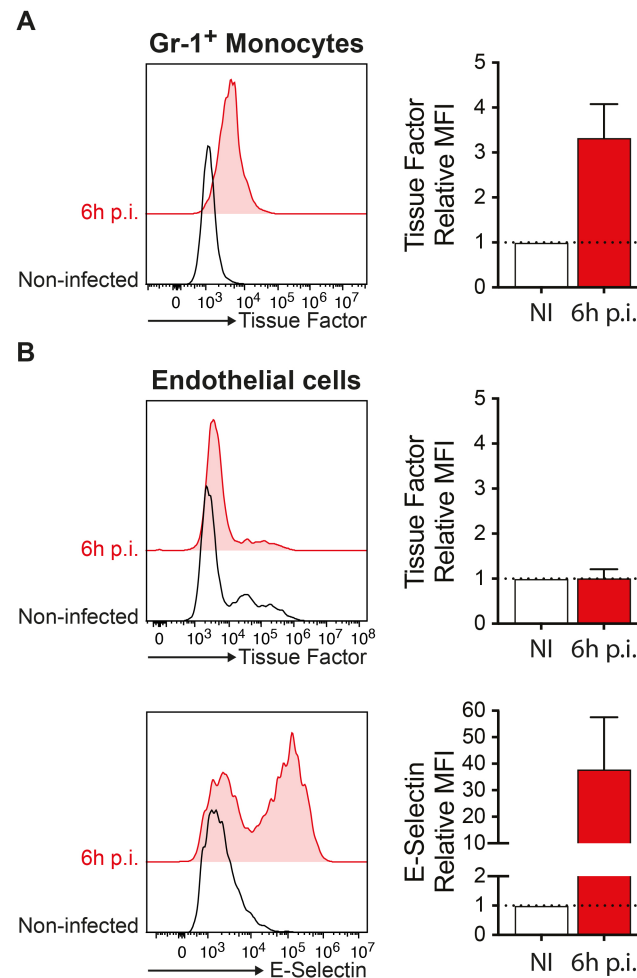 A
Gr-1⁺ Monocytes
6h p.i.
Non-infected
0 10³ 10⁴ 10⁵ 10⁶ 10⁷
Tissue Factor
Tissue Factor
Relative MFI
5
4
3
2
1
0
NI 6h p.i.
B
Endothelial cells
6h p.i.
Non-infected
0 10³ 10⁴ 10⁵ 10⁶ 10⁷ 10⁸
Tissue Factor
Tissue Factor
Relative MFI
5
4
3
2
1
0
NI 6h p.i.
6h p.i.
Non-infected
0 10³ 10⁴ 10⁵ 10⁶ 10⁷
E-Selectin
E-Selectin
Relative MFI
60
50
40
30
20
10
2
1
0
NI 6h p.i.